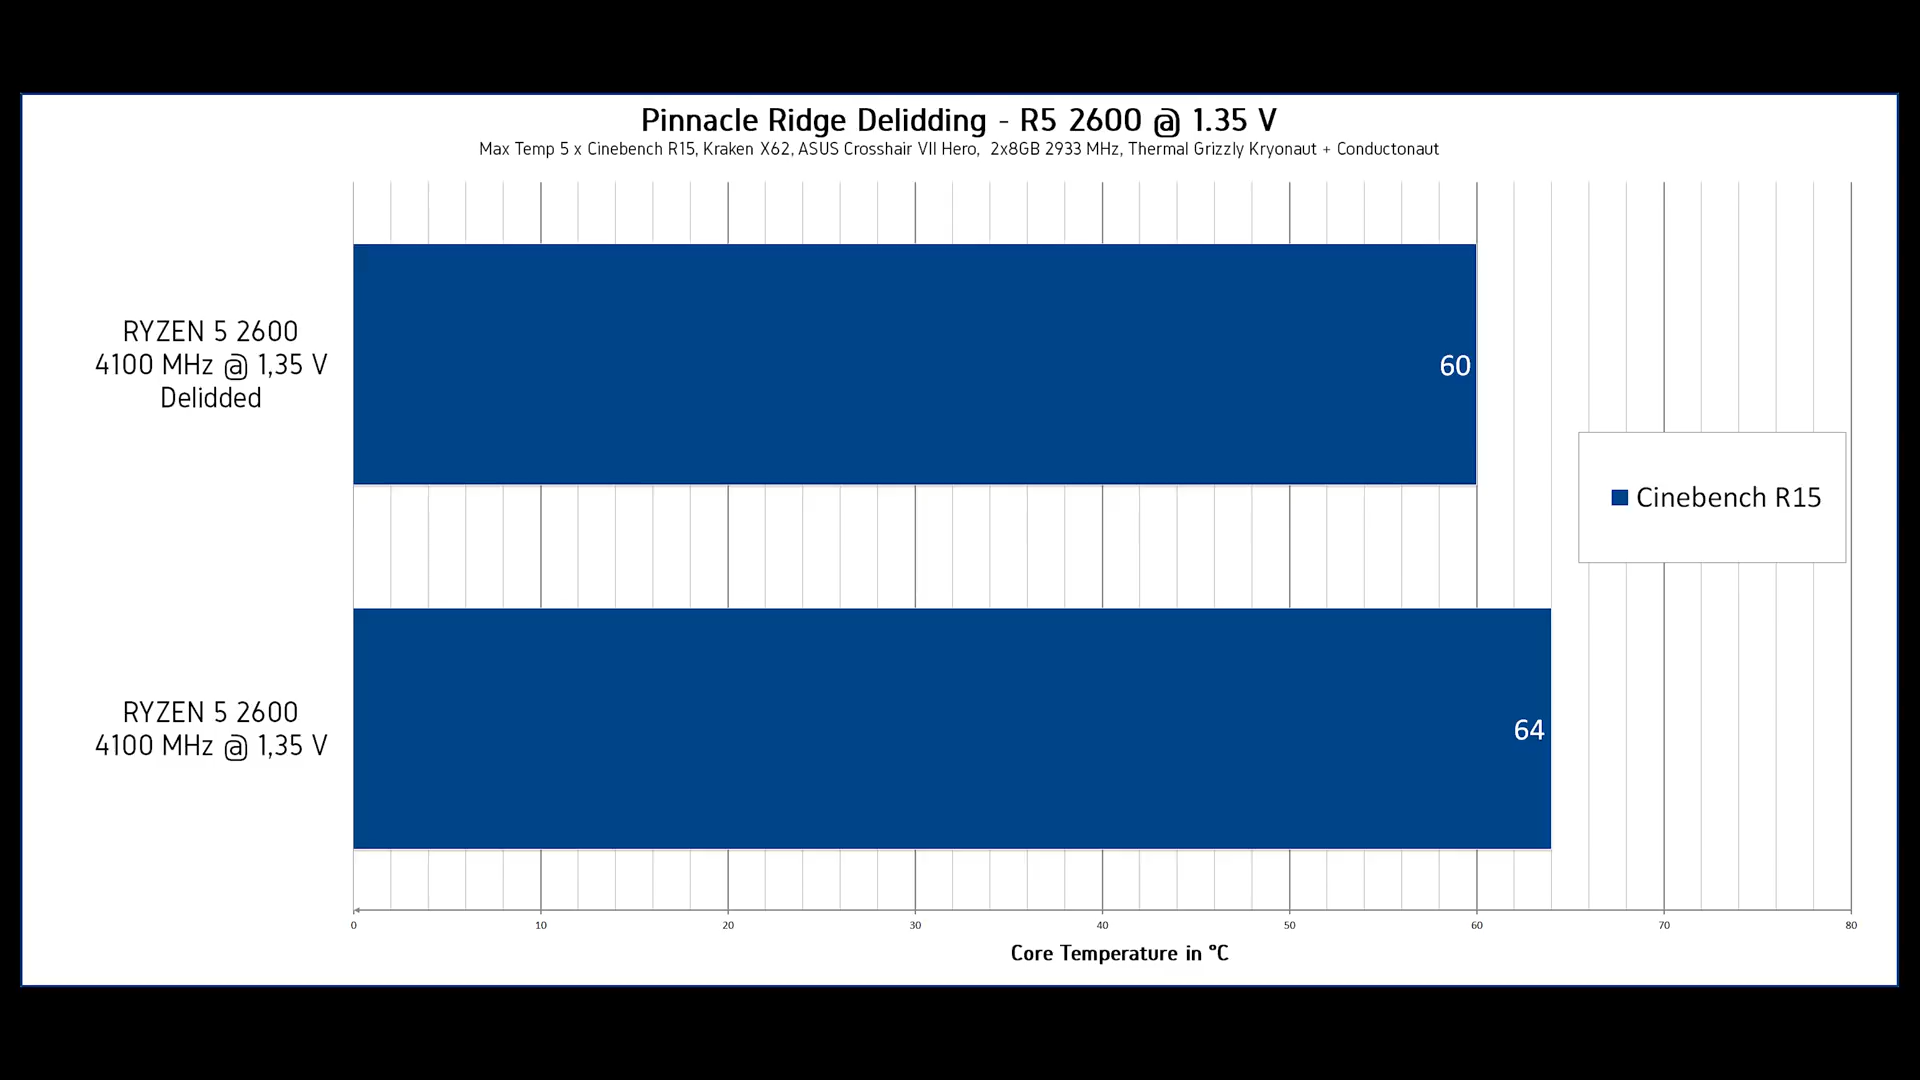 Pinnacle Ridge Delidding - R5 2600 @ 1.35 V
Max Temp 5 x Cinebench R15, Kraken X62, ASUS Crosshair VII Hero, 2x8GB 2933 MHz, Thermal Grizzly Kryonaut + Conductonaut
RYZEN 5 2600
4100 MHz @ 1,35 V
Delidded
60
Cinebench R15
RYZEN 5 2600
4100 MHz @ 1,35 V
64
0 10 20 30 40 50 60 70 80
Core Temperature in °C